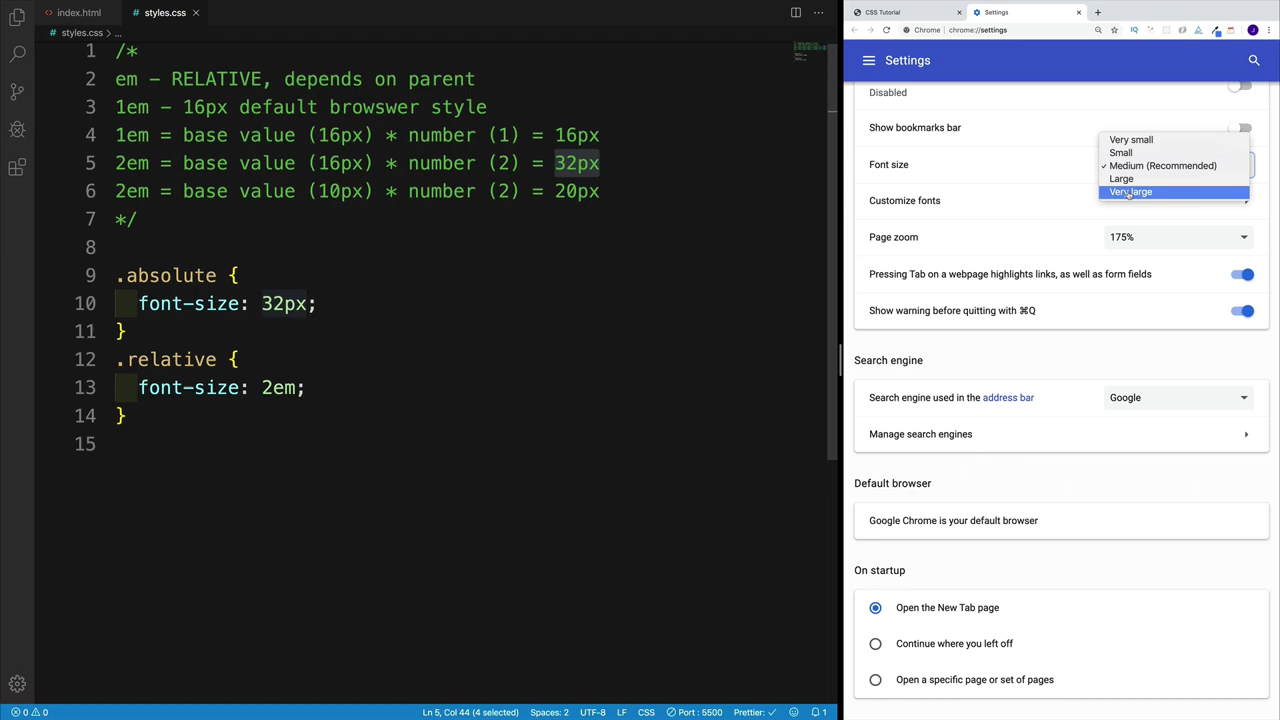 index.html
styles.css ×
···
styles.css > ...
1 /*
2 em – RELATIVE, depends on parent
3 1em – 16px default browswer style
4 1em = base value (16px) * number (1) = 16px
5 2em = base value (16px) * number (2) = 32px
6 2em = base value (10px) * number (2) = 20px
7 */
8
9 .absolute {
10 font-size: 32px;
11 }
12 .relative {
13 font-size: 2em;
14 }
15
0 0
Ln 5, Col 44 (4 selected)
Spaces: 2
UTF-8
LF
CSS
Port : 5500
Prettier: ✓
1
CSS Tutorial ×
Settings × +
Chrome | chrome://settings
Settings
Disabled
Show bookmarks bar
Font size
Very small
Small
✓ Medium (Recommended)
Large
Very large
Customize fonts
Page zoom
175%
Pressing Tab on a webpage highlights links, as well as form fields
Show warning before quitting with ⌘Q
Search engine
Search engine used in the address bar
Google
Manage search engines
Default browser
Google Chrome is your default browser
On startup
Open the New Tab page
Continue where you left off
Open a specific page or set of pages